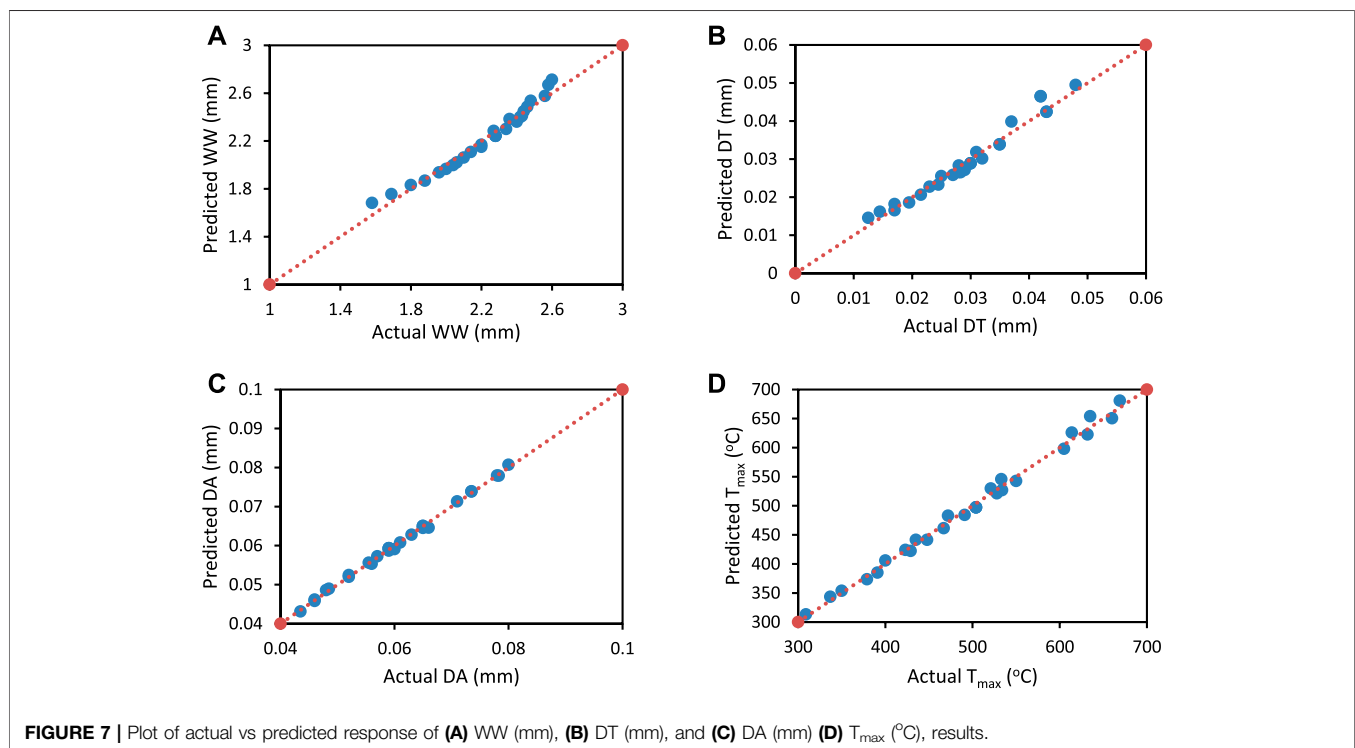 A
3
2.6
2.2
1.8
1.4
1
Predicted WW (mm)
1 1.4 1.8 2.2 2.6 3
Actual WW (mm)
B
0.06
0.05
0.04
0.03
0.02
0.01
0
Predicted DT (mm)
0 0.01 0.02 0.03 0.04 0.05 0.06
Actual DT (mm)
C
0.1
0.09
0.08
0.07
0.06
0.05
0.04
Predicted DA (mm)
0.04 0.06 0.08 0.1
Actual DA (mm)
D
700
650
600
550
500
450
400
350
300
Predicted Tmax (oC)
300 400 500 600 700
Actual Tmax (oC)
FIGURE 7 | Plot of actual vs predicted response of (A) WW (mm), (B) DT (mm), and (C) DA (mm) (D) Tmax (OC), results.